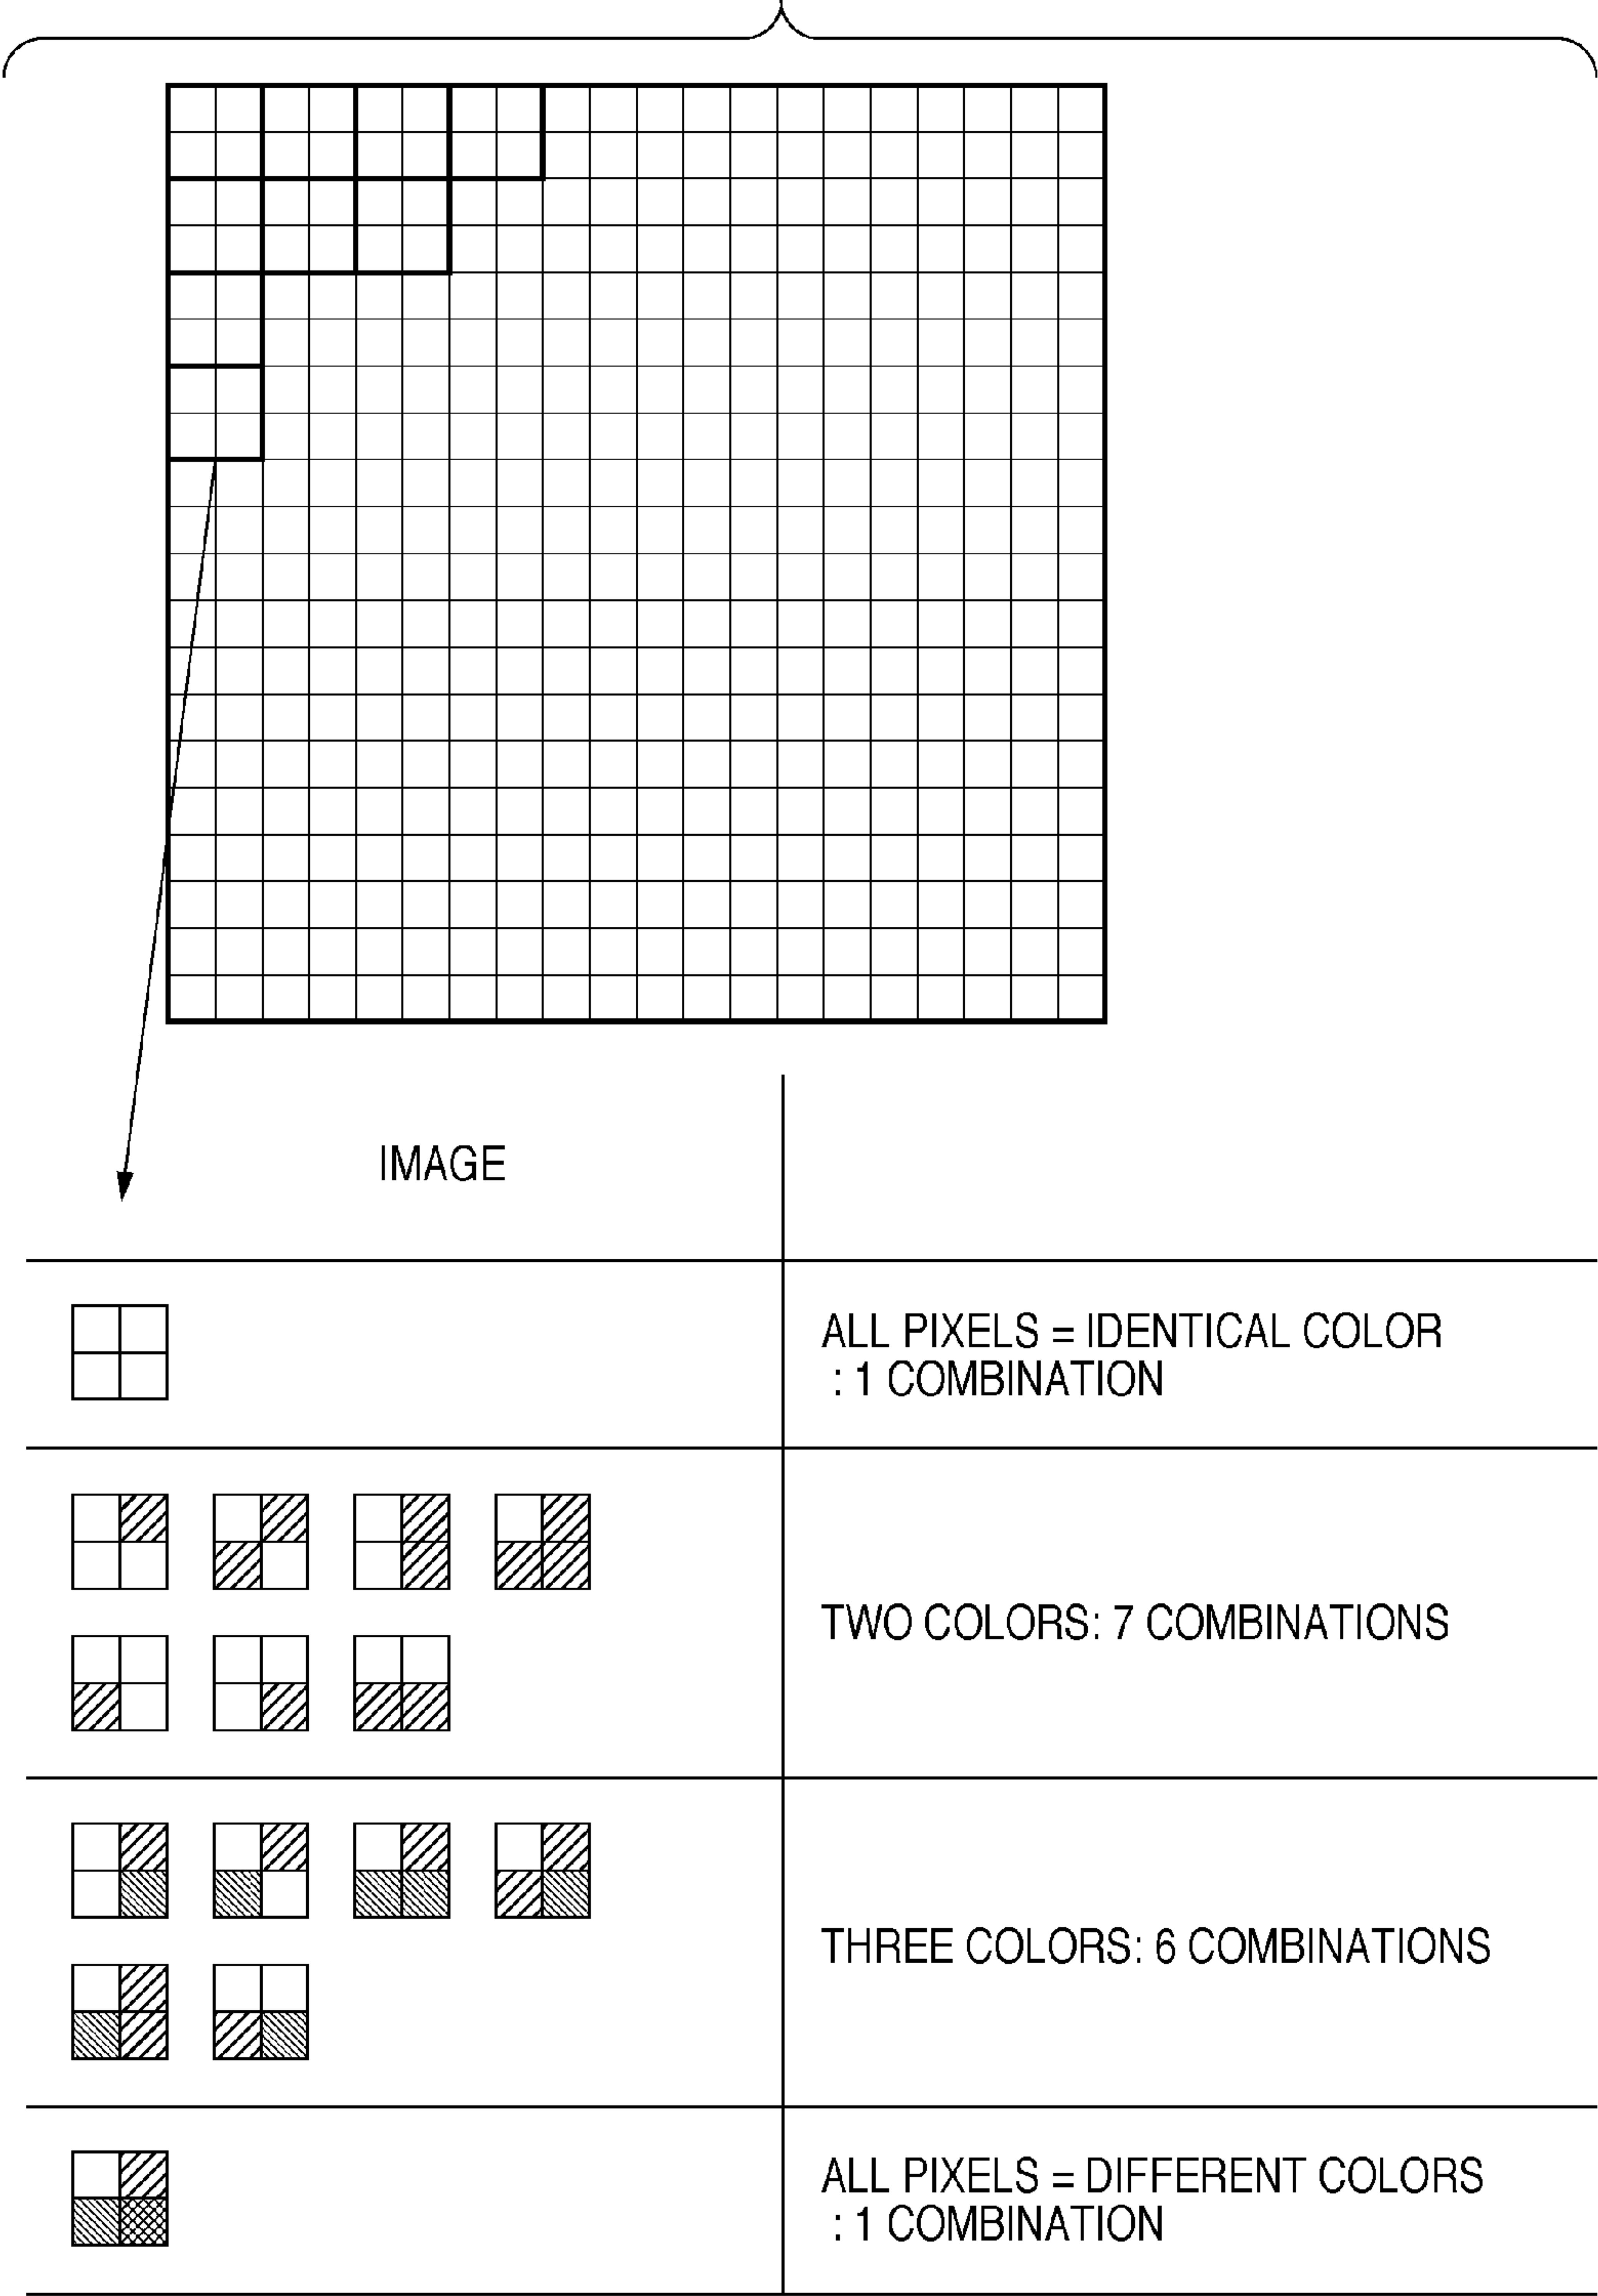 IMAGE
ALL PIXELS = IDENTICAL COLOR
: 1 COMBINATION
TWO COLORS: 7 COMBINATIONS
THREE COLORS: 6 COMBINATIONS
ALL PIXELS = DIFFERENT COLORS
: 1 COMBINATION